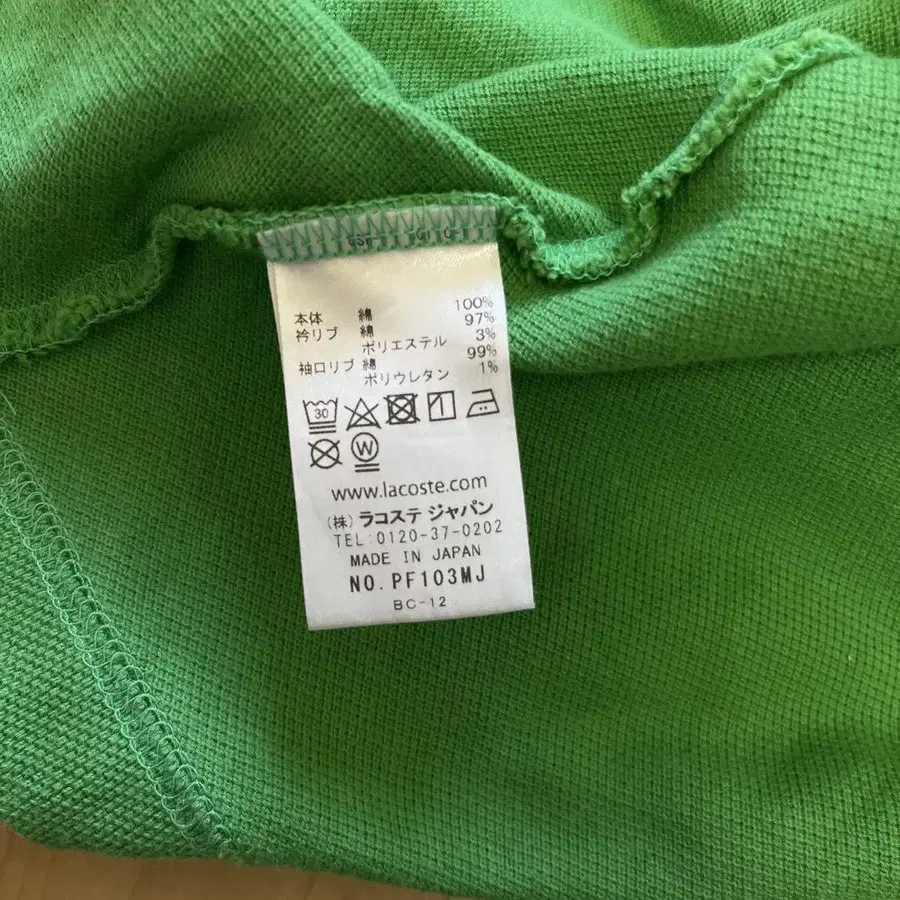 本体 綿 100%
衿リブ 綿 97%
ポリエステル 3%
袖口リブ 綿 99%
ポリウレタン 1%
30
W
www.lacoste.com
(株) ラコステ ジャパン
TEL:0120-37-0202
MADE IN JAPAN
NO.PF103MJ
BC-12